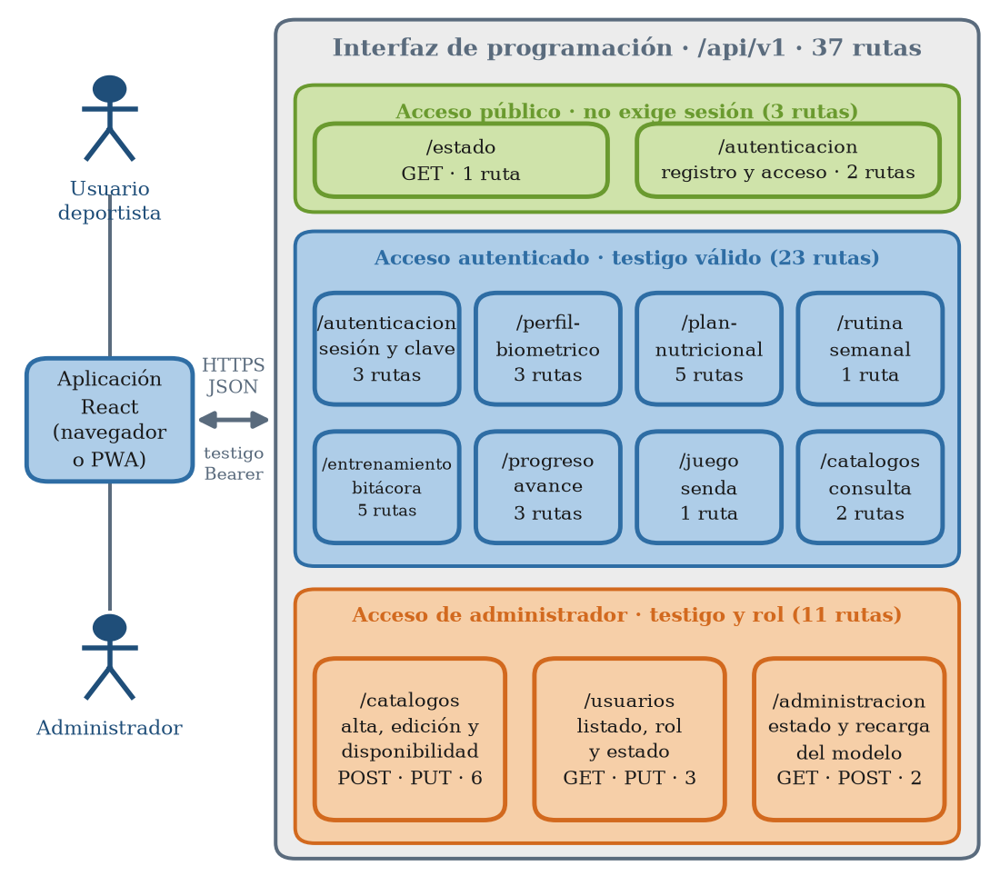 Interfaz de programación · /api/v1 · 37 rutas
Acceso público · no exige sesión (3 rutas)
/estado
GET · 1 ruta
/autenticacion
registro y acceso · 2 rutas
Usuario
deportista
Acceso autenticado · testigo válido (23 rutas)
/autenticacion
sesión y clave
3 rutas
/perfil-
biometrico
3 rutas
/plan-
nutricional
5 rutas
/rutina
semanal
1 ruta
Aplicación
React
(navegador
o PWA)
HTTPS
JSON
testigo
Bearer
/entrenamiento
bitácora
5 rutas
/progreso
avance
3 rutas
/juego
senda
1 ruta
/catalogos
consulta
2 rutas
Acceso de administrador · testigo y rol (11 rutas)
/catalogos
alta, edición y
disponibilidad
POST · PUT · 6
/usuarios
listado, rol
y estado
GET · PUT · 3
/administracion
estado y recarga
del modelo
GET · POST · 2
Administrador